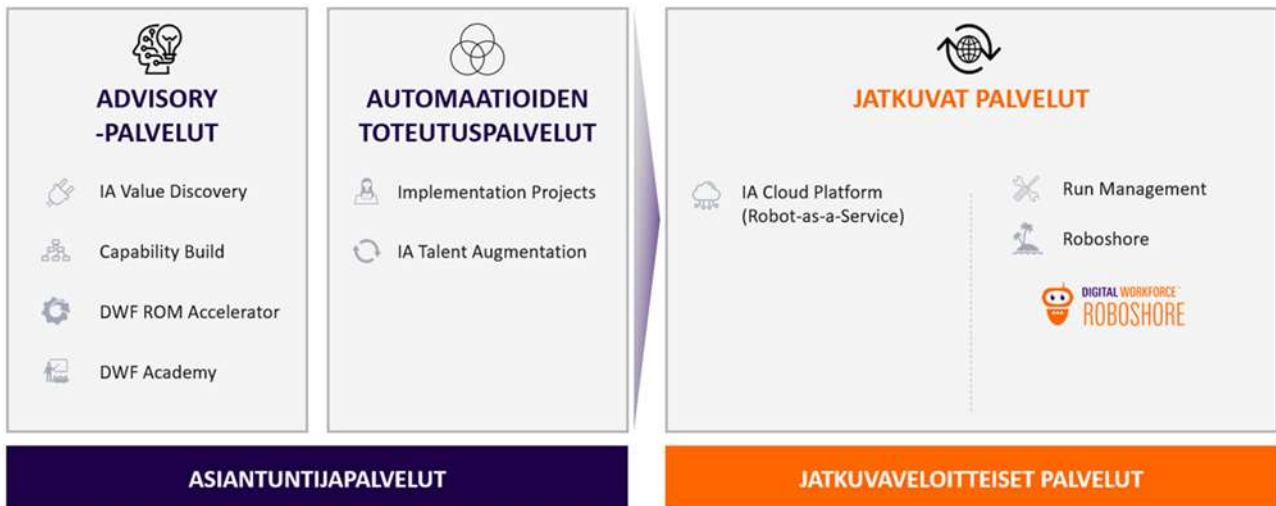 ADVISORY
-PALVELUT
IA Value Discovery
Capability Build
DWF ROM Accelerator
DWF Academy
AUTOMAATIOIDEN
TOTEUTUSPALVELUT
Implementation Projects
IA Talent Augmentation
ASIANTUNTIJAPALVELUT
JATKUVAT PALVELUT
IA Cloud Platform
(Robot-as-a-Service)
Run Management
Roboshore
DIGITAL WORKFORCE™
ROBOSHORE
JATKUVAVELOITTEISET PALVELUT